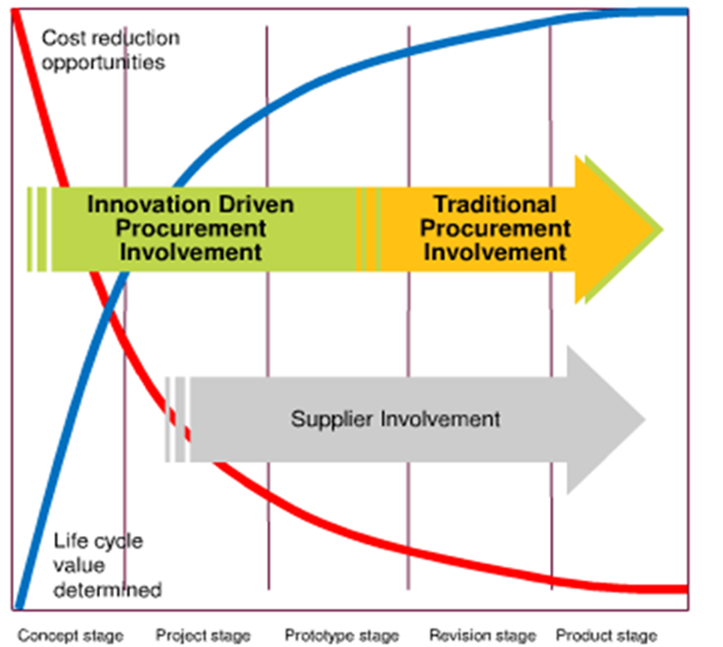 Cost reduction
opportunities
Innovation Driven
Procurement
Involvement
Traditional
Procurement
Involvement
Supplier Involvement
Life cycle
value
determined
Concept stage
Project stage
Prototype stage
Revision stage
Product stage